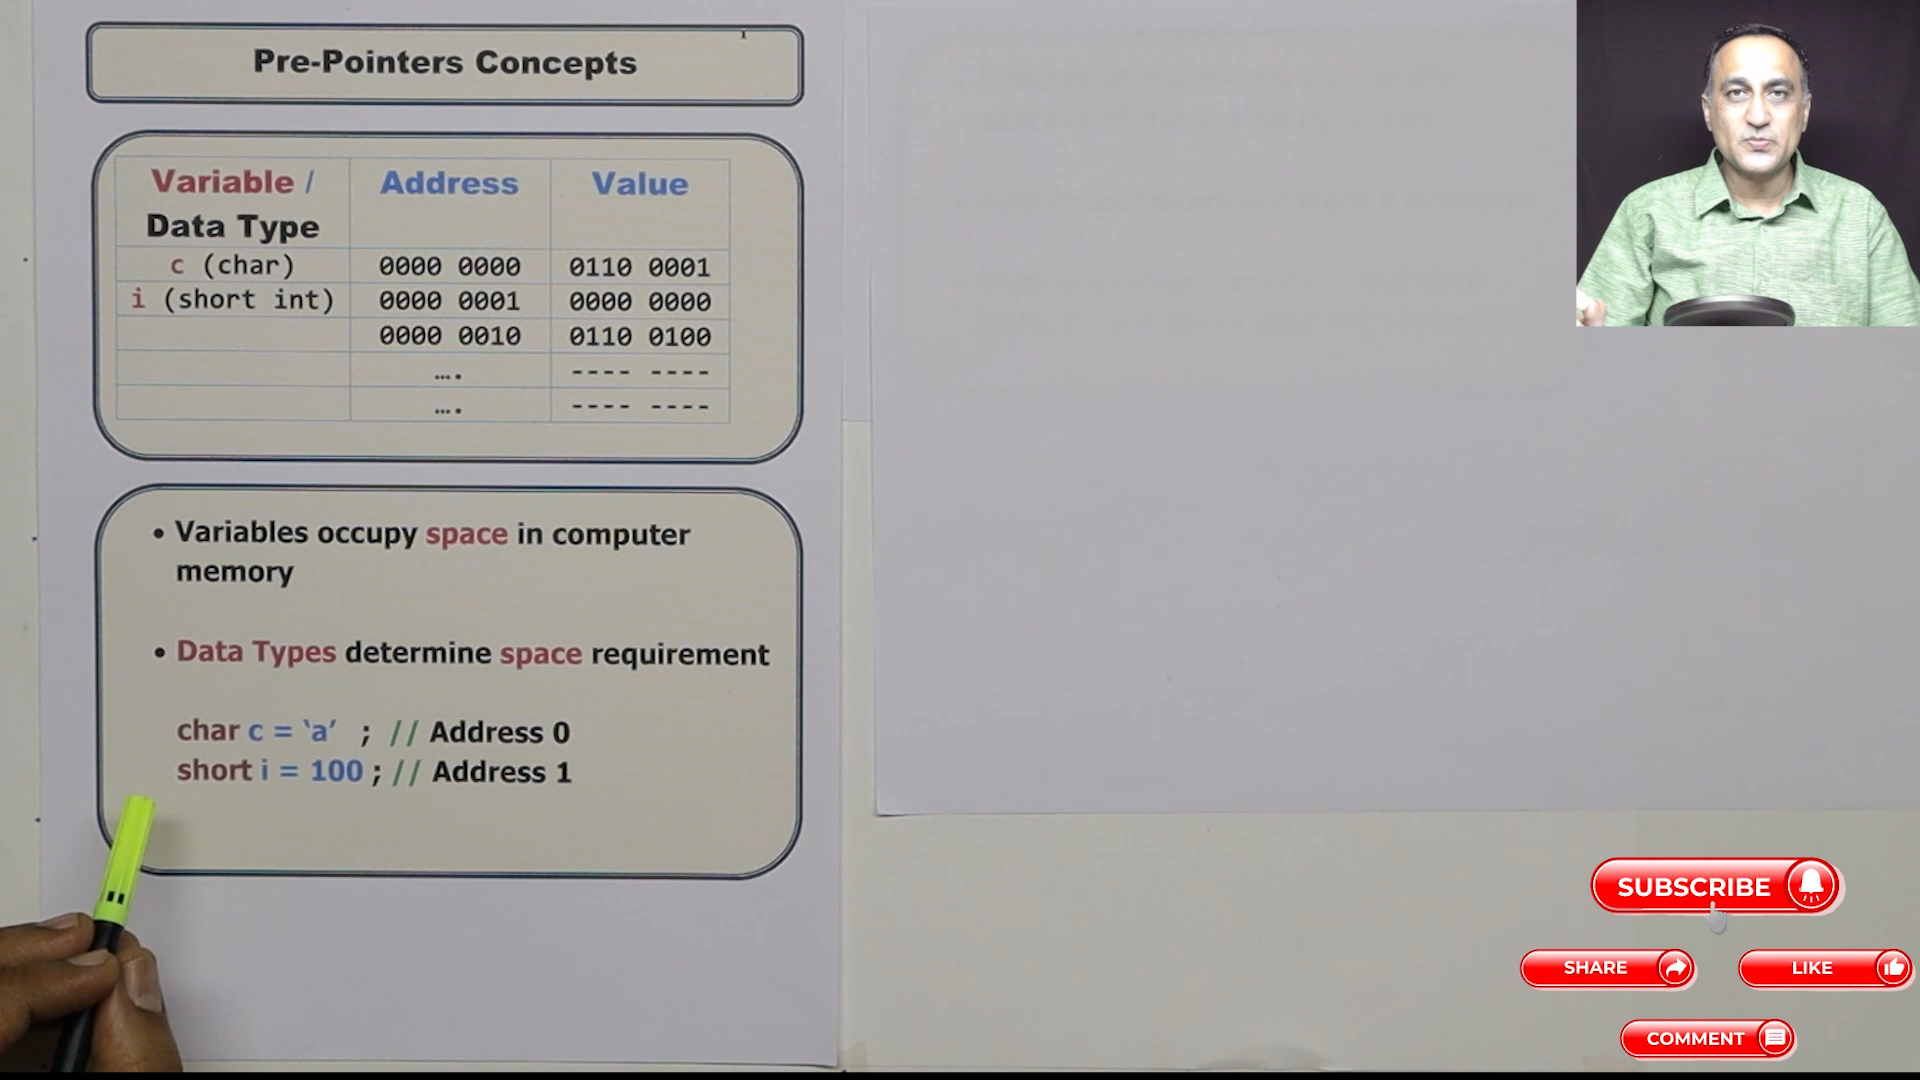 Pre-Pointers Concepts
Variable / Address Value
Data Type
c (char) 0000 0000 0110 0001
i (short int) 0000 0001 0000 0000
0000 0010 0110 0100
.... ---- ----
.... ---- ----
• Variables occupy space in computer
memory
• Data Types determine space requirement
char c = ‘a’ ; // Address 0
short i = 100 ; // Address 1
SUBSCRIBE
SHARE LIKE
COMMENT